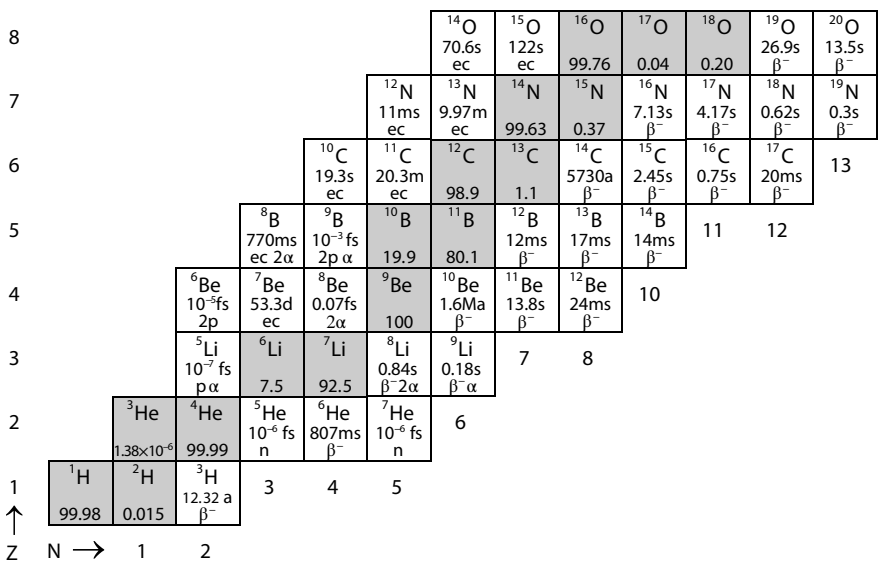 8
¹⁴O ¹⁵O ¹⁶O ¹⁷O ¹⁸O ¹⁹O ²⁰O
70.6s 122s 26.9s 13.5s
ec ec 99.76 0.04 0.20 β⁻ β⁻
7
¹²N ¹³N ¹⁴N ¹⁵N ¹⁶N ¹⁷N ¹⁸N ¹⁹N
11ms 9.97m 7.13s 4.17s 0.62s 0.3s
ec ec 99.63 0.37 β⁻ β⁻ β⁻ β⁻
6
¹⁰C ¹¹C ¹²C ¹³C ¹⁴C ¹⁵C ¹⁶C ¹⁷C 13
19.3s 20.3m 5730a 2.45s 0.75s 20ms
ec ec 98.9 1.1 β⁻ β⁻ β⁻ β⁻
5
⁸B ⁹B ¹⁰B ¹¹B ¹²B ¹³B ¹⁴B 11 12
770ms 10⁻³ fs 12ms 17ms 14ms
ec 2α 2p α 19.9 80.1 β⁻ β⁻ β⁻
4
⁶Be ⁷Be ⁸Be ⁹Be ¹⁰Be ¹¹Be ¹²Be 10
10⁻⁵fs 53.3d 0.07fs 1.6Ma 13.8s 24ms
2p ec 2α 100 β⁻ β⁻ β⁻
3
⁵Li ⁶Li ⁷Li ⁸Li ⁹Li 7 8
10⁻⁷ fs 0.84s 0.18s
p α 7.5 92.5 β⁻2α β⁻α
2
³He ⁴He ⁵He ⁶He ⁷He 6
10⁻⁶ fs 807ms 10⁻⁶ fs
1.38×10⁻⁶ 99.99 n β⁻ n
1
¹H ²H ³H 3 4 5
12.32 a
99.98 0.015 β⁻
Z N → 1 2